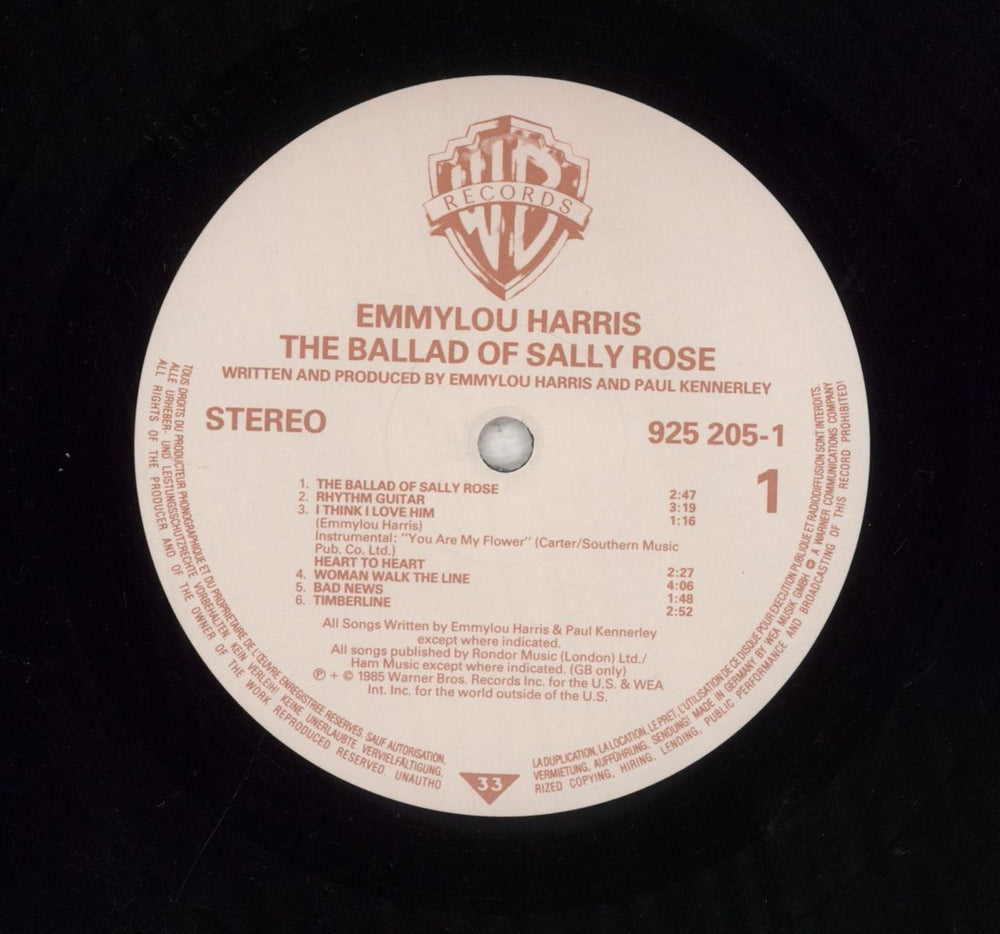 WB
RECORDS
EMMYLOU HARRIS
THE BALLAD OF SALLY ROSE
WRITTEN AND PRODUCED BY EMMYLOU HARRIS AND PAUL KENNERLEY
STEREO 925 205-1
1
1. THE BALLAD OF SALLY ROSE 2:47
2. RHYTHM GUITAR 3:19
3. I THINK I LOVE HIM 1:16
(Emmylou Harris)
Instrumental: "You Are My Flower" (Carter/Southern Music
Pub. Co. Ltd.)
HEART TO HEART 2:27
4. WOMAN WALK THE LINE 4:06
5. BAD NEWS 1:48
6. TIMBERLINE 2:52
All Songs Written by Emmylou Harris & Paul Kennerley
except where indicated.
All songs published by Rondor Music (London) Ltd./
Ham Music except where indicated. (GB only)
℗ + © 1985 Warner Bros. Records Inc. for the U.S. & WEA
Int. Inc. for the world outside of the U.S.
TOUS DROITS DU PRODUCTEUR PHONOGRAPHIQUE ET DU PROPRIETAIRE DE L'ŒUVRE ENREGISTREE RESERVES. SAUF AUTORISATION,
ALLE URHEBER- UND LEISTUNGSSCHUTZRECHTE VORBEHALTEN. KEIN VERLEIH! KEINE UNERLAUBTE VERVIELFÄLTIGUNG,
ALL RIGHTS OF THE PRODUCER AND OF THE OWNER OF THE WORK REPRODUCED RESERVED. UNAUTHO
33
LA DUPLICATION, LA LOCATION, LE PRET, L'UTILISATION DE CE DISQUE POUR EXECUTION PUBLIQUE ET RADIODIFFUSION SONT INTERDITS.
VERMIETUNG, AUFFÜHRUNG, SENDUNG! MADE IN GERMANY BY WEA MUSIK GMBH A WARNER COMMUNICATIONS COMPANY
RIZED COPYING, HIRING, LENDING, PUBLIC PERFORMANCE AND BROADCASTING OF THIS RECORD PROHIBITED!